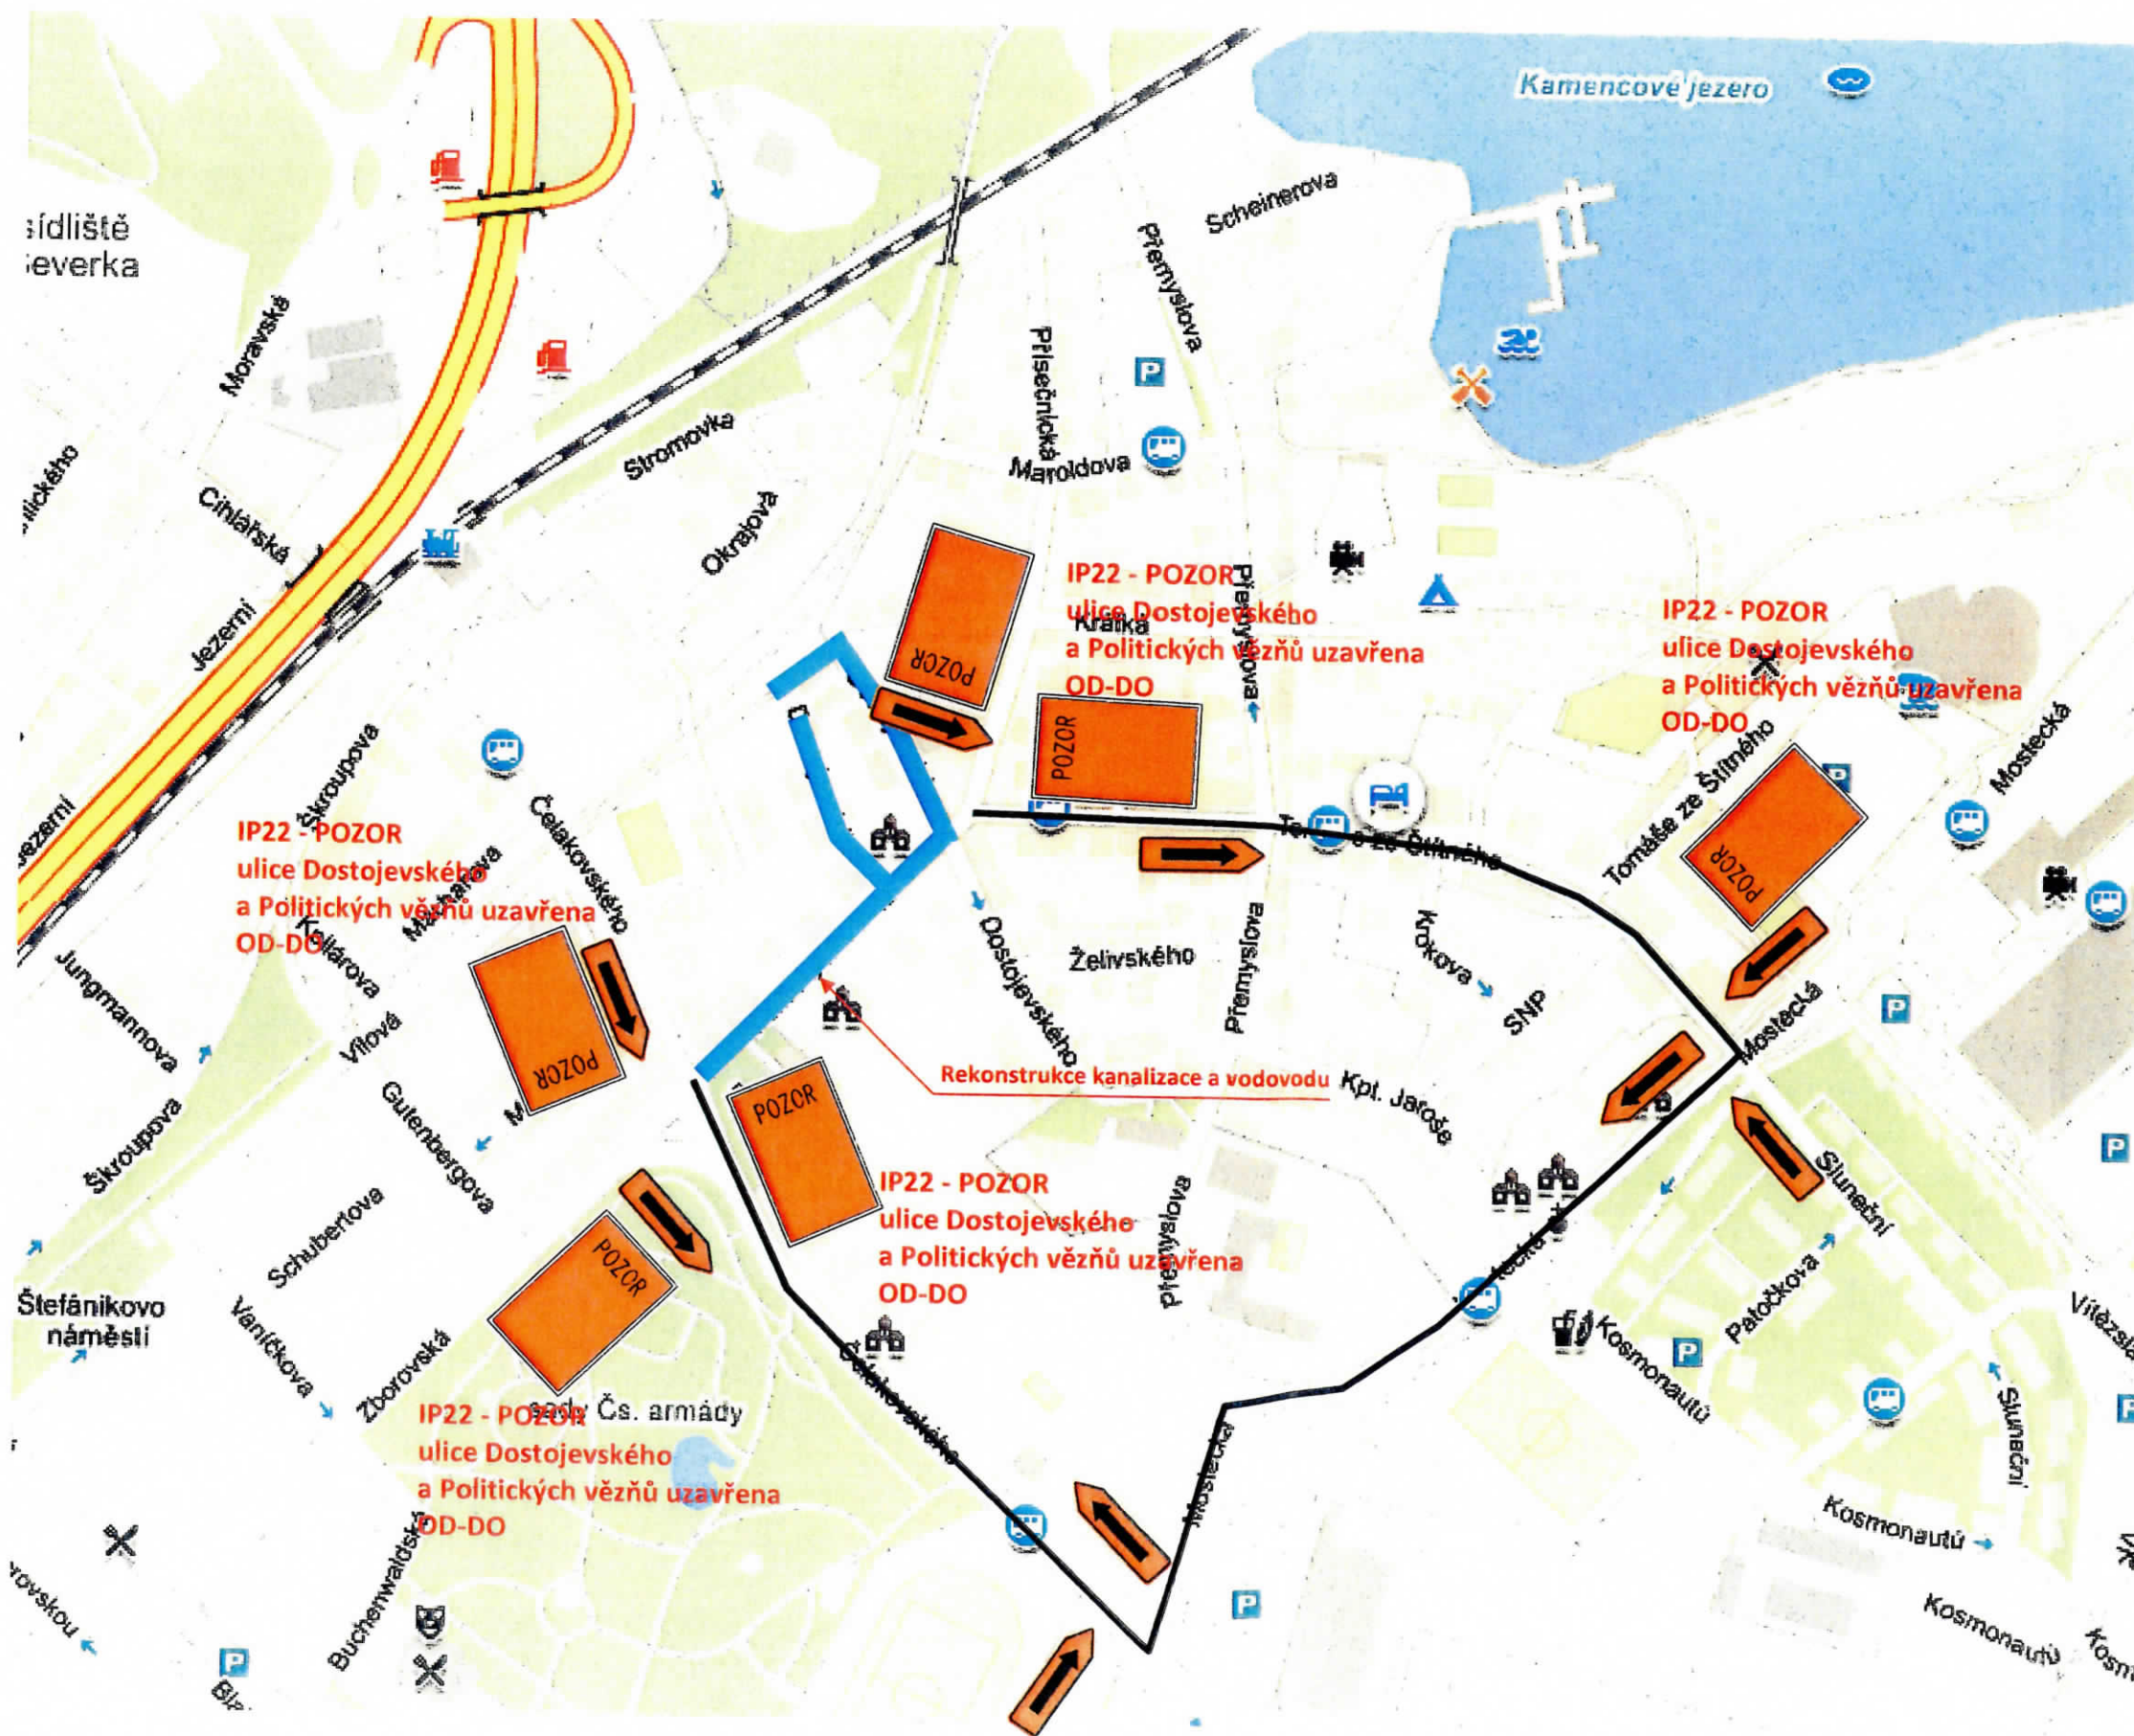 Kamencové jezero
Scheinerova
sídliště
Přemyslova
Moravská
Písečnická
Stromovka
Maroldova
Cihlářská
Okrajová
IP22 - POZOR
ulice Dostojevského
Krátká
a Politických vězňů uzavřena
OD-DO
Přemyslova
IP22 - POZOR
ulice Dostojevského
a Politických vězňů uzavřena
OD-DO
Jezerní
POZOR
POZOR
Mostecká
Tomáše ze Štítného
Škroupova
Čelakovského
Jezerní
IP22 - POZOR
ulice Dostojevského
a Politických vězňů uzavřena
OD-DO
Macharova
POZOR
Kollárova
Dostojevského
Želivského
Přemyslova
Krokova
SNP
Mostecká
Jungmannova
Vilová
POZOR
Rekonstrukce kanalizace a vodovodu
Kpt. Jaroše
POZOR
Gutenbergova
Škroupova
IP22 - POZOR
ulice Dostojevského
a Politických vězňů uzavřena
OD-DO
Přemyslova
Sluneční
Schubertova
POZOR
Štefánikovo
náměstí
Vaníčkova
Zborovská
Patočkova
Kosmonautů
Čelakovského
IP22 - POZOR
sady Čs. armády
ulice Dostojevského
a Politických vězňů uzavřena
OD-DO
Mostecká
Sluneční
Kosmonautů
Buchenwaldská
Kosmonautů